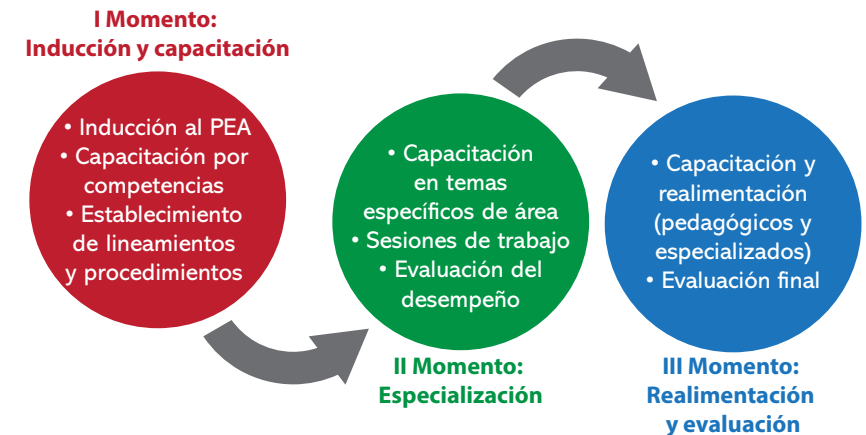 I Momento:
Inducción y capacitación
• Inducción al PEA
• Capacitación por
competencias
• Establecimiento
de lineamientos
y procedimientos
• Capacitación
en temas
específicos de área
• Sesiones de trabajo
• Evaluación del
desempeño
II Momento:
Especialización
• Capacitación y
realimentación
(pedagógicos y
especializados)
• Evaluación final
III Momento:
Realimentación
y evaluación